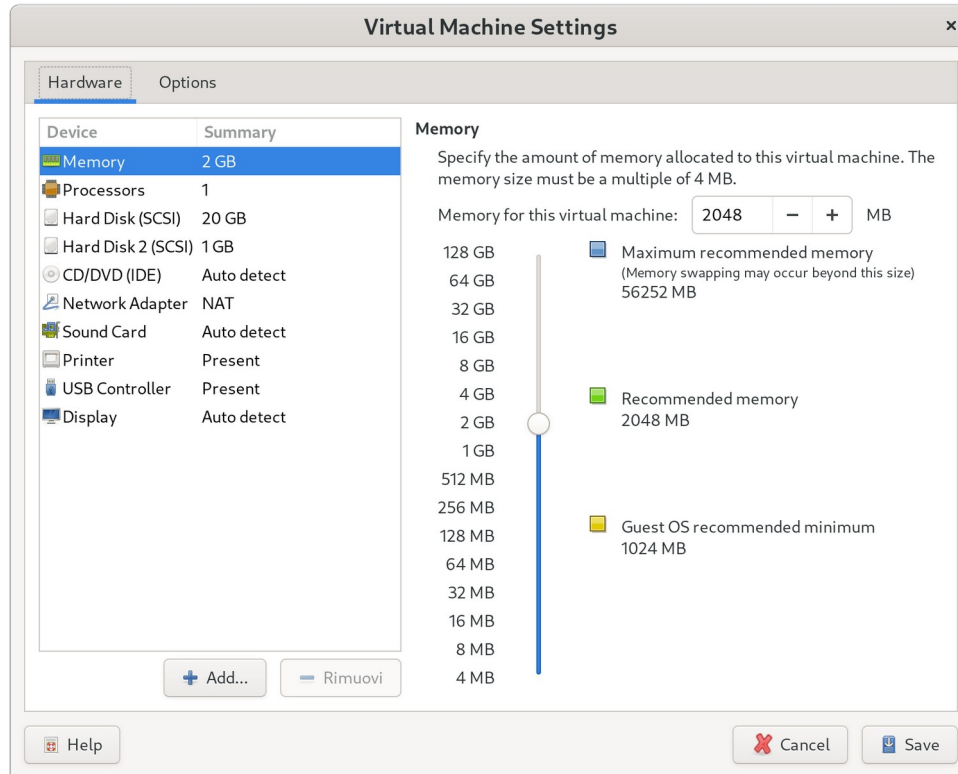 Virtual Machine Settings
×
Hardware Options
Device Summary
Memory 2 GB
Processors 1
Hard Disk (SCSI) 20 GB
Hard Disk 2 (SCSI) 1 GB
CD/DVD (IDE) Auto detect
Network Adapter NAT
Sound Card Auto detect
Printer Present
USB Controller Present
Display Auto detect
Add...
Rimuovi
Memory
Specify the amount of memory allocated to this virtual machine. The
memory size must be a multiple of 4 MB.
Memory for this virtual machine: 2048 − + MB
128 GB
64 GB
32 GB
16 GB
8 GB
4 GB
2 GB
1 GB
512 MB
256 MB
128 MB
64 MB
32 MB
16 MB
8 MB
4 MB
Maximum recommended memory
(Memory swapping may occur beyond this size)
56252 MB
Recommended memory
2048 MB
Guest OS recommended minimum
1024 MB
Help
Cancel
Save